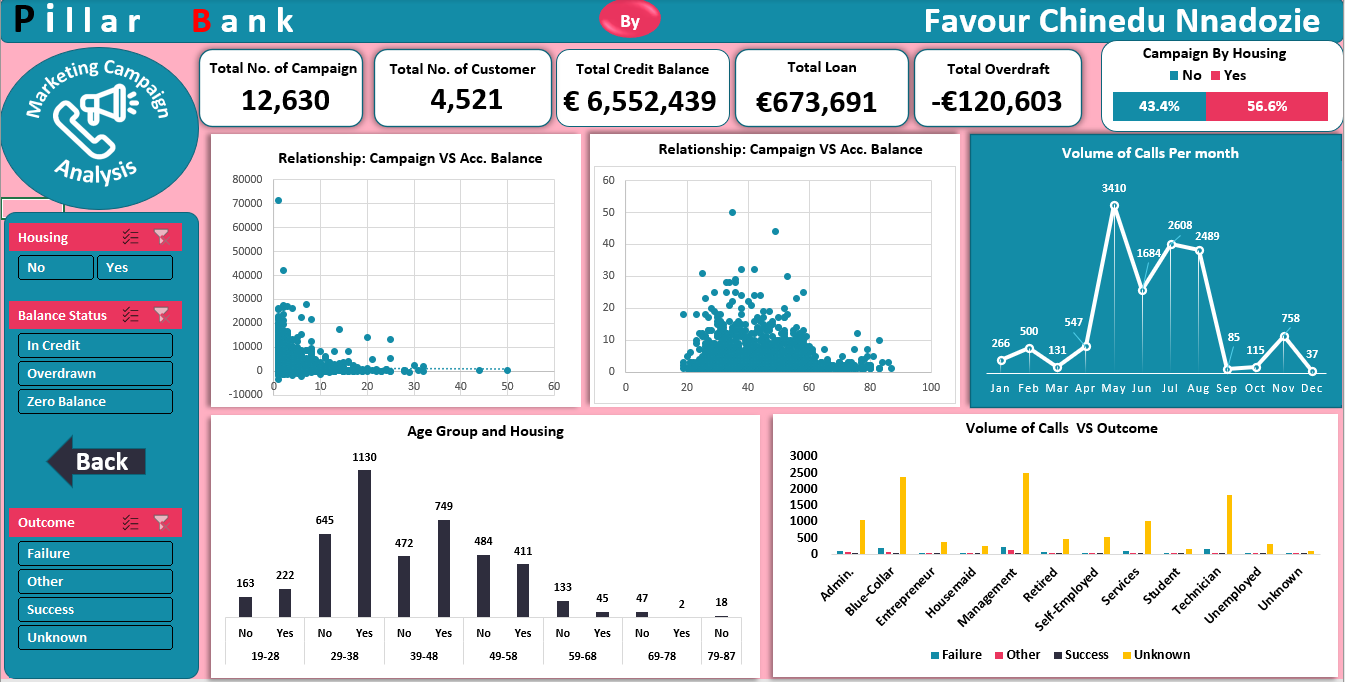 Pillar Bank
By
Favour Chinedu Nnadozie
Marketing Campaign
Analysis
Total No. of Campaign
12,630
Total No. of Customer
4,521
Total Credit Balance
€ 6,552,439
Total Loan
€673,691
Total Overdraft
-€120,603
Campaign By Housing
No Yes
43.4% 56.6%
Housing
No Yes
Balance Status
In Credit
Overdrawn
Zero Balance
Back
Outcome
Failure
Other
Success
Unknown
Relationship: Campaign VS Acc. Balance
80000
70000
60000
50000
40000
30000
20000
10000
0
-10000
0 10 20 30 40 50 60
Relationship: Campaign VS Acc. Balance
60
50
40
30
20
10
0
0 20 40 60 80 100
Volume of Calls Per month
266 500 131 547 3410 1684 2608 2489 85 115 758 37
Jan Feb Mar Apr May Jun Jul Aug Sep Oct Nov Dec
Age Group and Housing
163 222 645 1130 472 749 484 411 133 45 47 2 18
No Yes No Yes No Yes No Yes No Yes No Yes No
19-28 29-38 39-48 49-58 59-68 69-78 79-87
Volume of Calls VS Outcome
3000
2500
2000
1500
1000
500
0
Admin. Blue-Collar Entrepreneur Housemaid Management Retired Self-Employed Services Student Technician Unemployed Unknown
Failure Other Success Unknown